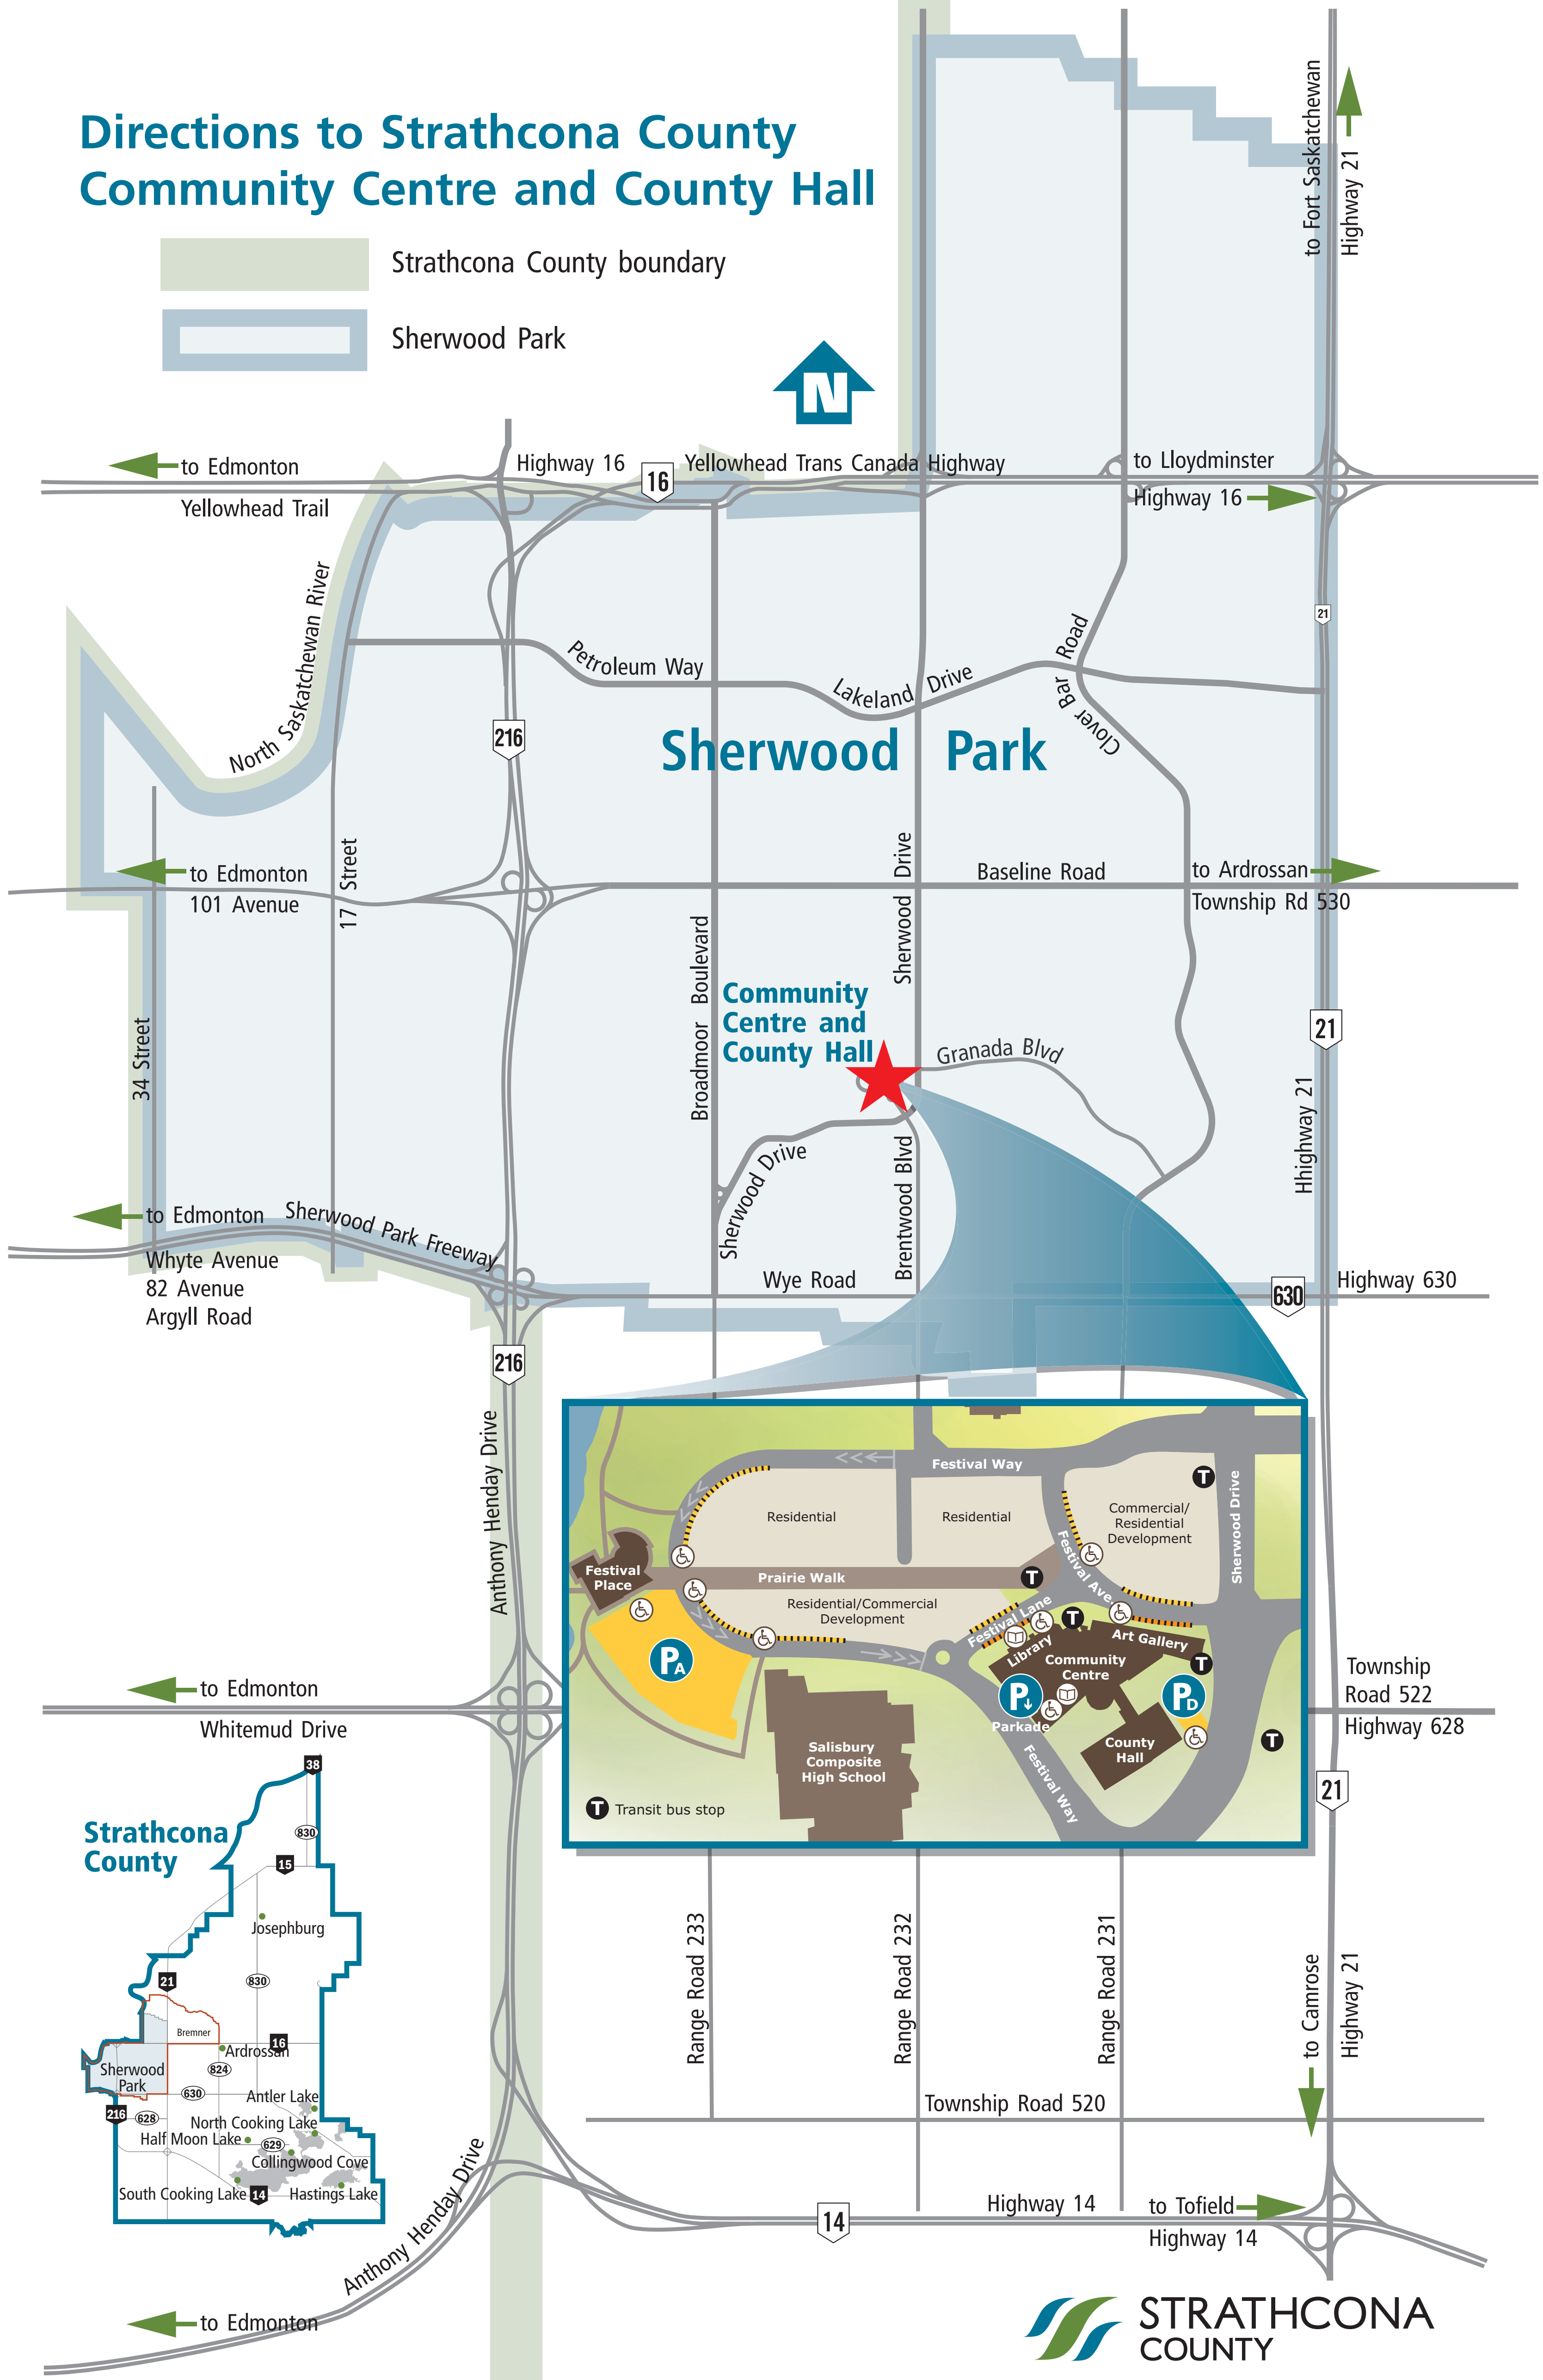 Directions to Strathcona County
Community Centre and County Hall
Strathcona County boundary
Sherwood Park
N
to Fort Saskatchewan
Highway 21
to Edmonton
Yellowhead Trail
Highway 16
16
Yellowhead Trans Canada Highway
to Lloydminster
Highway 16
North Saskatchewan River
21
Petroleum Way
Lakeland Drive
Clover Bar Road
216
Sherwood Park
to Edmonton
101 Avenue
17 Street
Broadmoor Boulevard
Sherwood Drive
Baseline Road
to Ardrossan
Township Rd 530
34 Street
Community
Centre and
County Hall
Granada Blvd
21
Hhighway 21
Sherwood Drive
Brentwood Blvd
to Edmonton
Sherwood Park Freeway
Whyte Avenue
82 Avenue
Argyll Road
Wye Road
630
Highway 630
216
Anthony Henday Drive
Festival Way
Residential
Residential
Commercial/
Residential
Development
T
Sherwood Drive
Festival Ave.
Festival
Place
Prairie Walk
T
Residential/Commercial
Development
Festival Lane
T
Library
Art Gallery
Community
Centre
T
PA
P
Parkade
PD
County
Hall
T
Salisbury
Composite
High School
Festival Way
T Transit bus stop
to Edmonton
Whitemud Drive
Township
Road 522
Highway 628
21
Strathcona
County
38
830
15
Josephburg
21
830
Bremner
16
Ardrossan
Sherwood
Park
824
630
Antler Lake
216
628
North Cooking Lake
Half Moon Lake
629
Collingwood Cove
South Cooking Lake
14
Hastings Lake
Range Road 233
Range Road 232
Range Road 231
to Camrose
Highway 21
Township Road 520
Anthony Henday Drive
14
Highway 14
to Tofield
Highway 14
to Edmonton
STRATHCONA
COUNTY